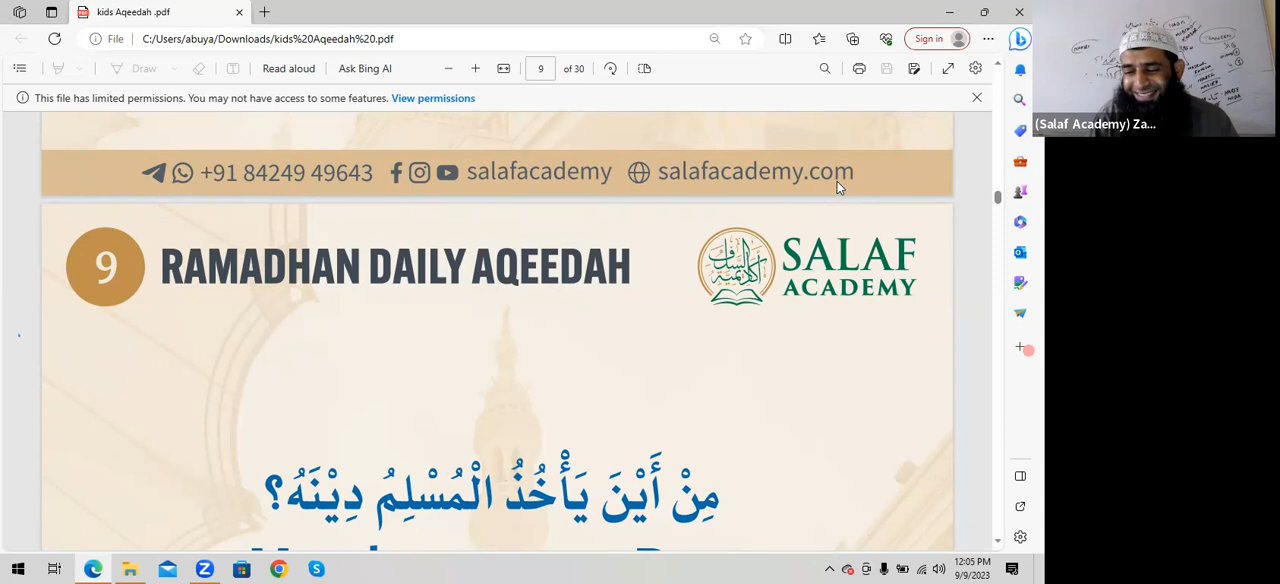 kids Aqeedah .pdf
File
C:/Users/abuya/Downloads/kids%20Aqeedah%20.pdf
Sign in
Draw
Read aloud
Ask Bing AI
9
of 30
This file has limited permissions. You may not have access to some features. View permissions
(Salaf Academy) Za...
+91 84249 49643 salafacademy salafacademy.com
9 RAMADHAN DAILY AQEEDAH
SALAF
ACADEMY
مِنْ أَيْنَ يَأْخُذُ الْمُسْلِمُ دِيْنَهُ؟
12:05 PM
9/9/2023